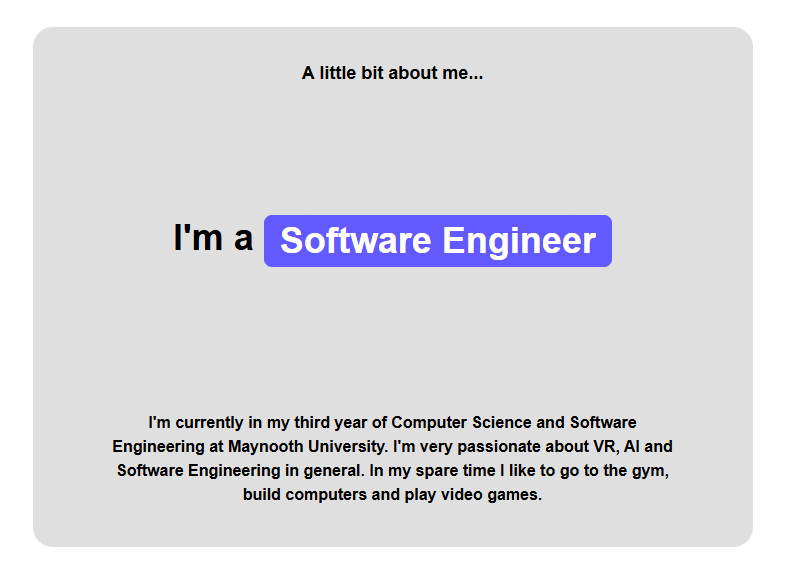 A little bit about me...
I'm a Software Engineer
I'm currently in my third year of Computer Science and Software
Engineering at Maynooth University. I'm very passionate about VR, AI and
Software Engineering in general. In my spare time I like to go to the gym,
build computers and play video games.